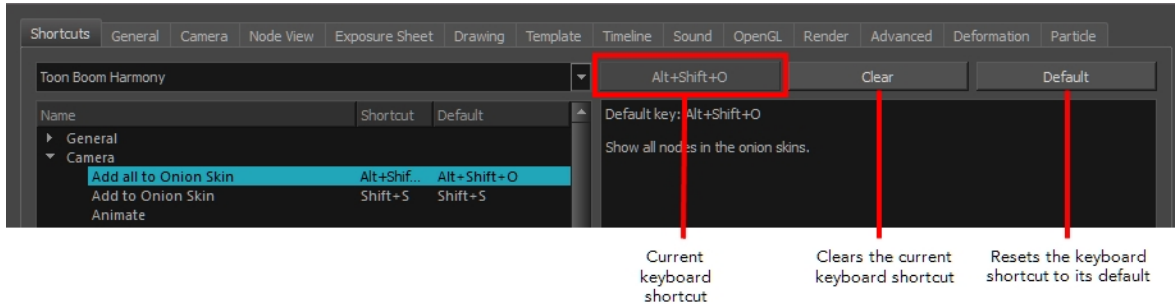 Shortcuts General Camera Node View Exposure Sheet Drawing Template Timeline Sound OpenGL Render Advanced Deformation Particle
Toon Boom Harmony Alt+Shift+O Clear Default
Name Shortcut Default
Default key: Alt+Shift+O
General
Show all nodes in the onion skins.
Camera
Add all to Onion Skin Alt+Shif... Alt+Shift+O
Add to Onion Skin Shift+S Shift+S
Animate
Current
keyboard
shortcut
Clears the current
keyboard shortcut
Resets the keyboard
shortcut to its default